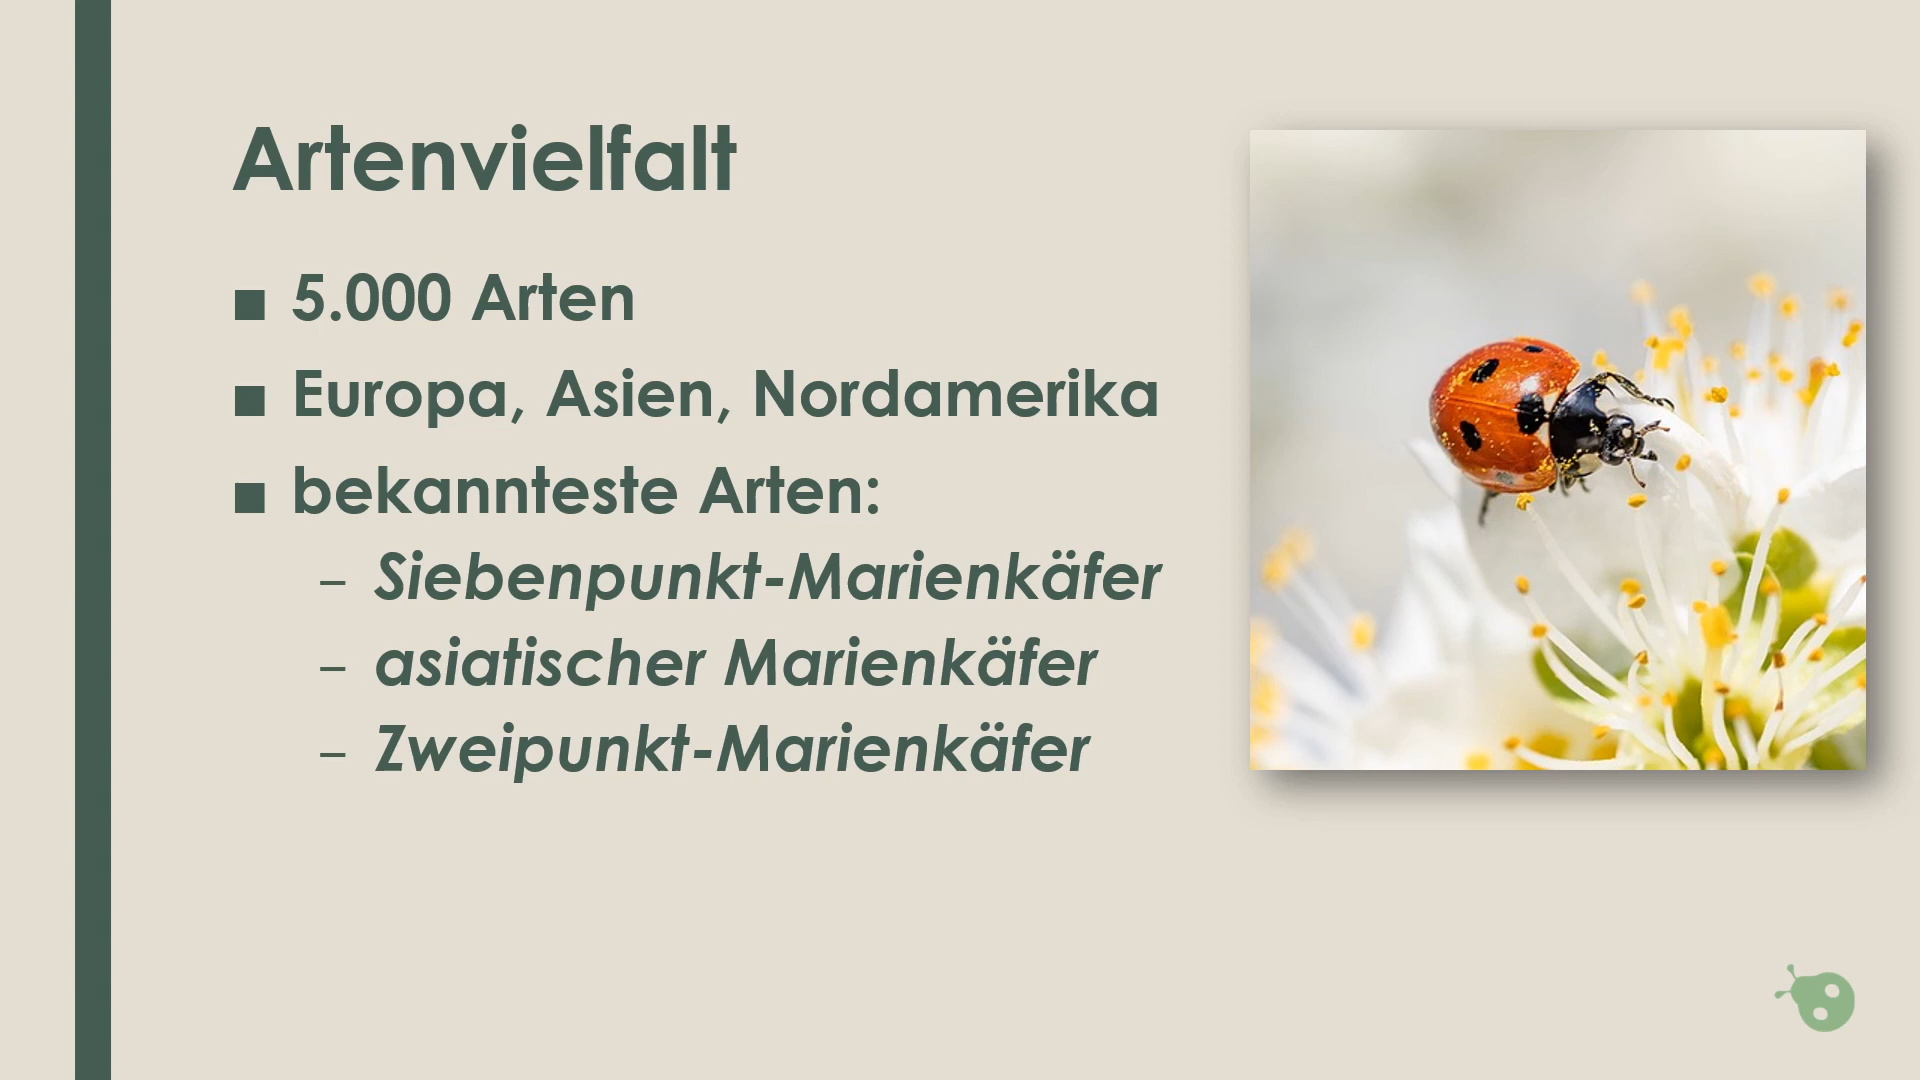 Artenvielfalt
■ 5.000 Arten
■ Europa, Asien, Nordamerika
■ bekannteste Arten:
– Siebenpunkt-Marienkäfer
– asiatischer Marienkäfer
– Zweipunkt-Marienkäfer